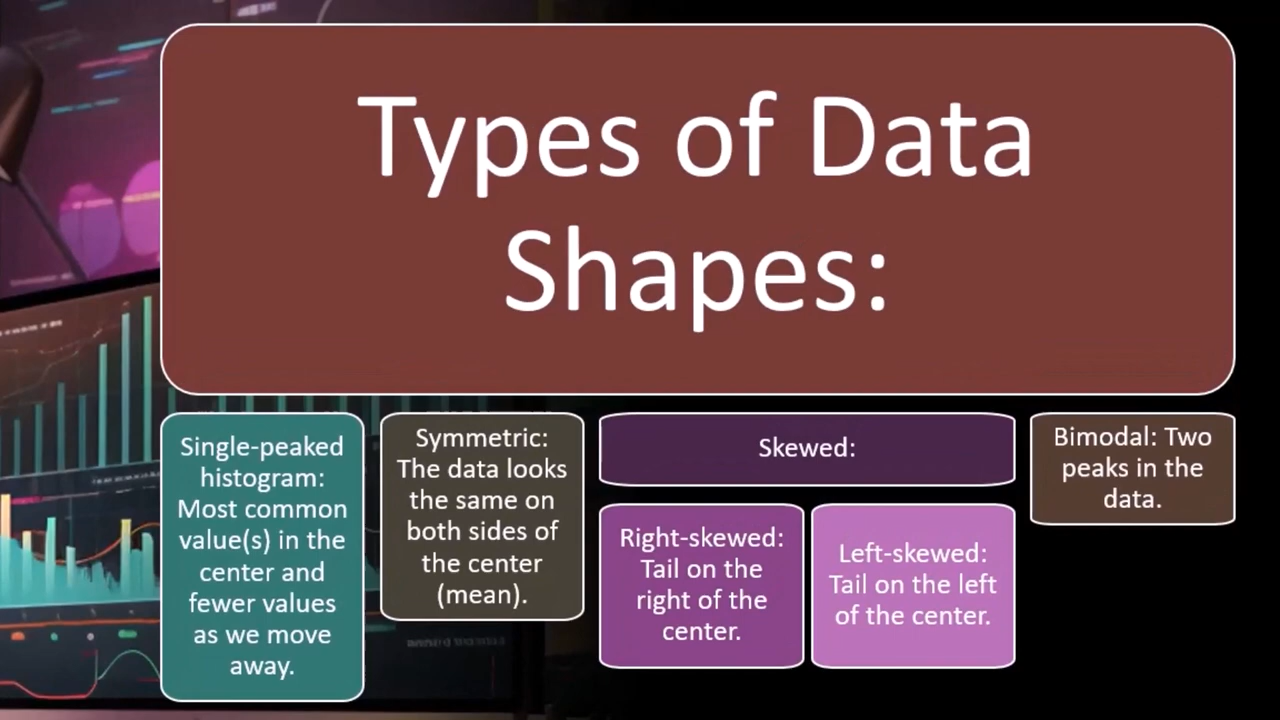 Types of Data
Shapes:
Single-peaked
histogram:
Most common
value(s) in the
center and
fewer values
as we move
away.
Symmetric:
The data looks
the same on
both sides of
the center
(mean).
Skewed:
Right-skewed:
Tail on the
right of the
center.
Left-skewed:
Tail on the left
of the center.
Bimodal: Two
peaks in the
data.